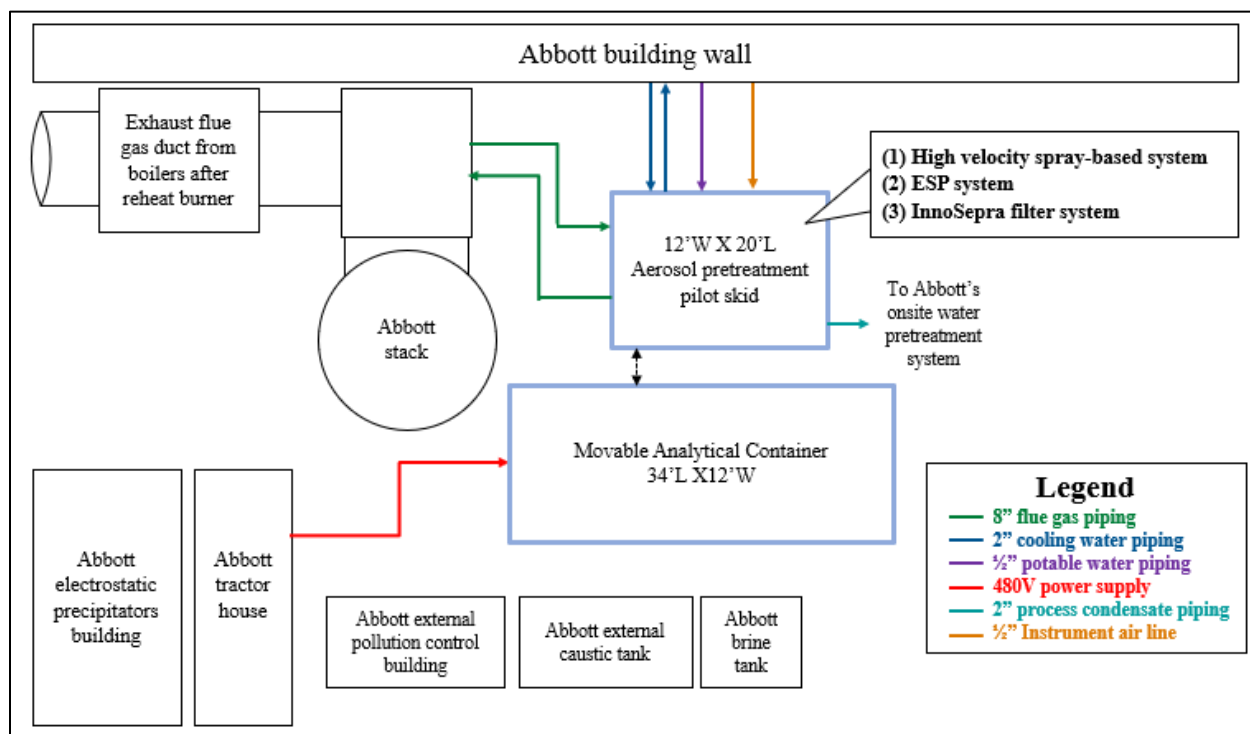 Abbott building wall
Exhaust flue
gas duct from
boilers after
reheat burner
(1) High velocity spray-based system
(2) ESP system
(3) InnoSepra filter system
12’W X 20’L
Aerosol pretreatment
pilot skid
To Abbott’s
onsite water
pretreatment
system
Abbott
stack
Movable Analytical Container
34’L X12’W
Legend
8” flue gas piping
2” cooling water piping
½” potable water piping
480V power supply
2” process condensate piping
½” Instrument air line
Abbott
electrostatic
precipitators
building
Abbott
tractor
house
Abbott external
pollution control
building
Abbott external
caustic tank
Abbott
brine
tank